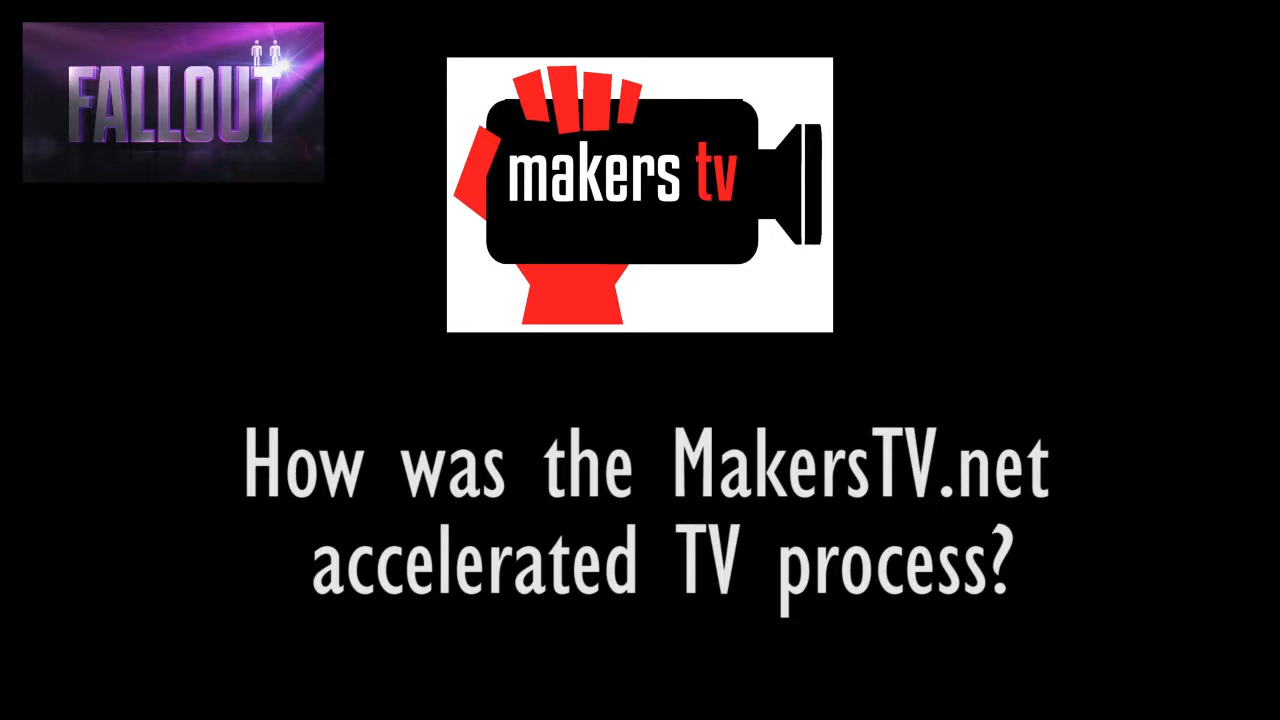 FALLOUT
makers tv
How was the MakersTV.net
accelerated TV process?